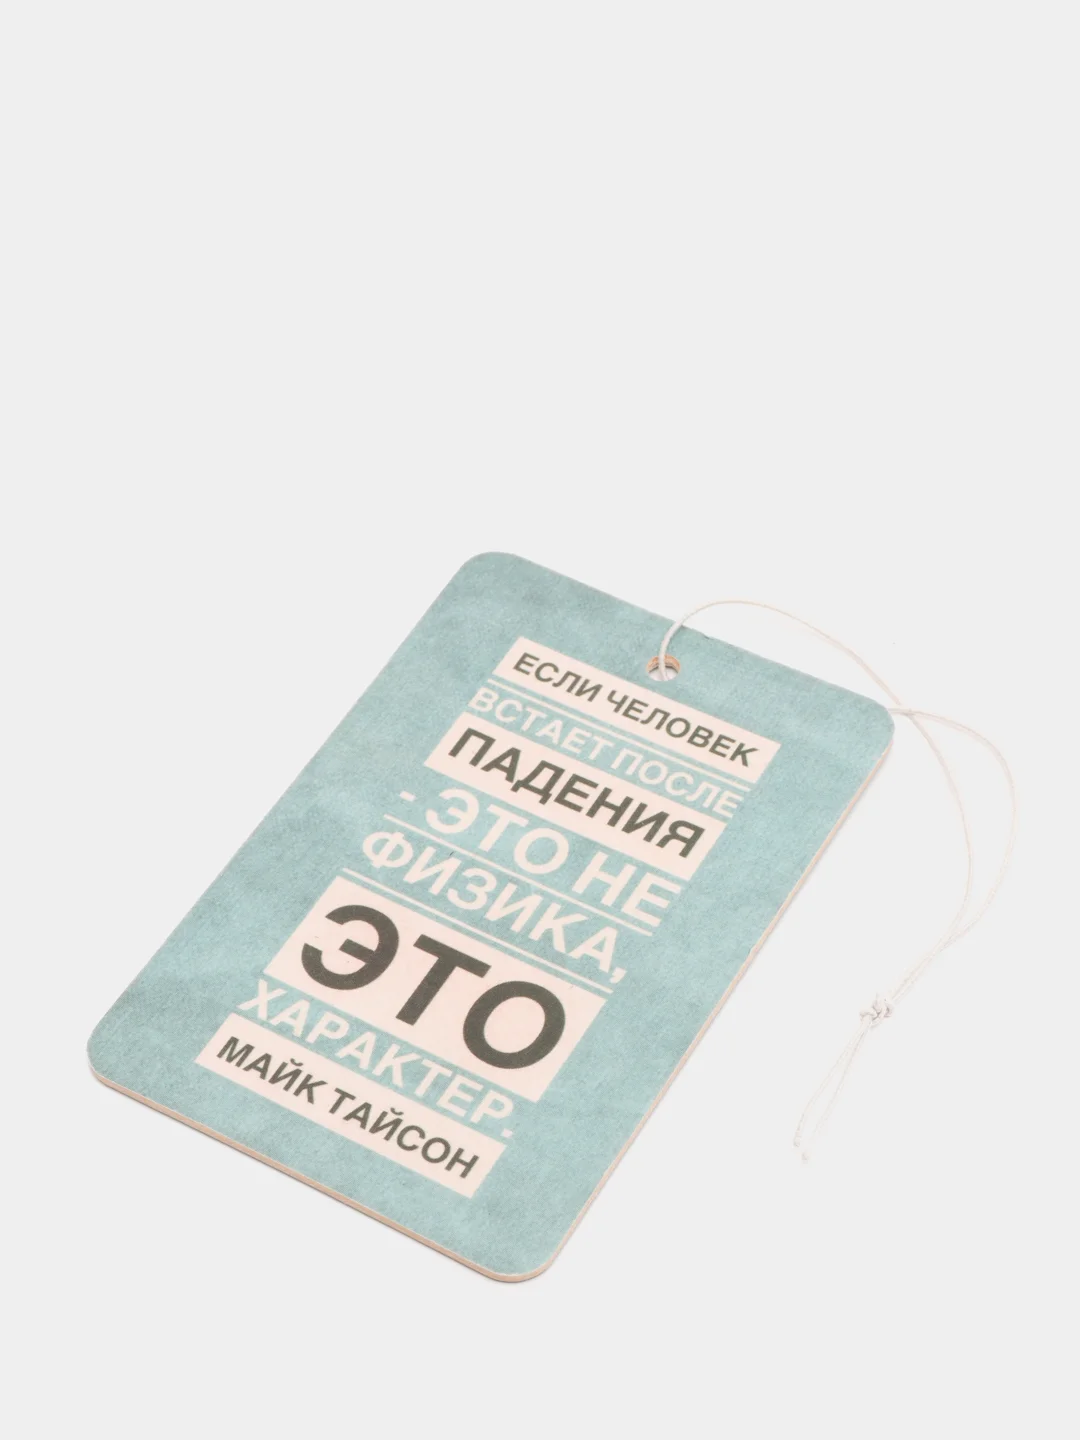 ЕСЛИ ЧЕЛОВЕК
ВСТАЕТ ПОСЛЕ
ПАДЕНИЯ
- ЭТО НЕ
ФИЗИКА,
ЭТО
ХАРАКТЕР.
МАЙК ТАЙСОН